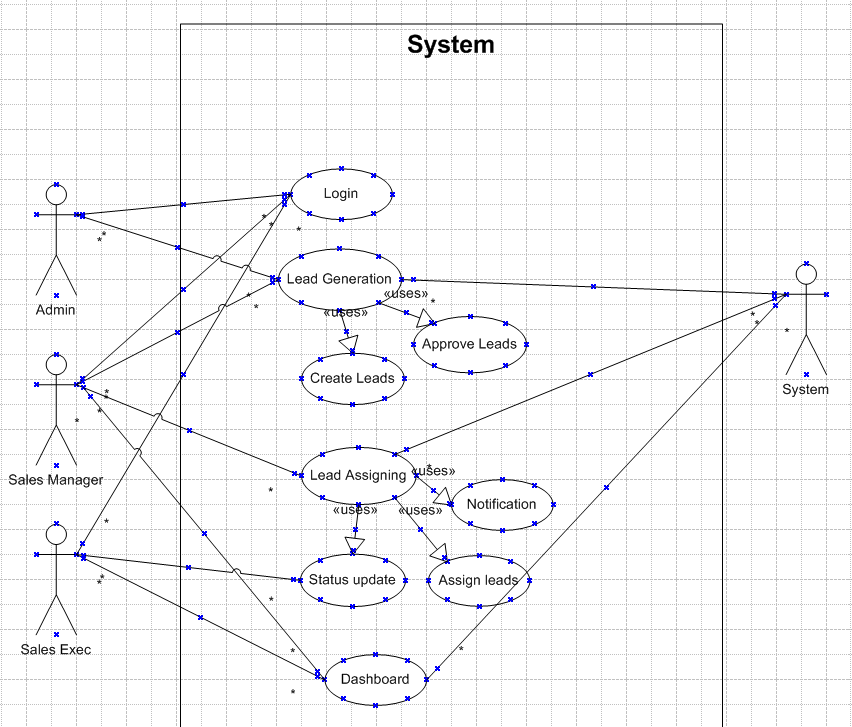 System
Login
Admin
Lead Generation
«uses»
«uses»
Approve Leads
Create Leads
System
Sales Manager
Lead Assigning
«uses»
Notification
«uses»
«uses»
Status update
Assign leads
Sales Exec
Dashboard